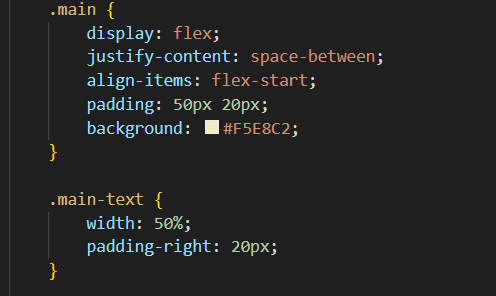 .main {
display: flex;
justify-content: space-between;
align-items: flex-start;
padding: 50px 20px;
background: #F5E8C2;
}
.main-text {
width: 50%;
padding-right: 20px;
}